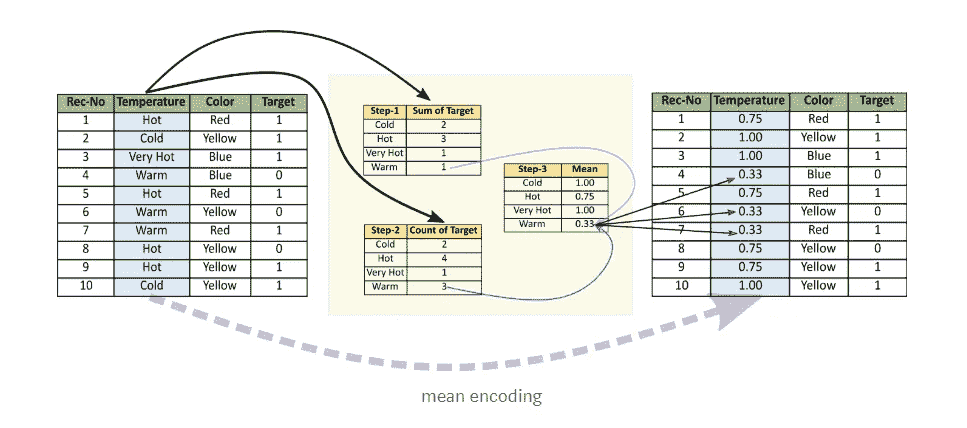 Rec-No Temperature Color Target
1 Hot Red 1
2 Cold Yellow 1
3 Very Hot Blue 1
4 Warm Blue 0
5 Hot Red 1
6 Warm Yellow 0
7 Warm Red 1
8 Hot Yellow 0
9 Hot Yellow 1
10 Cold Yellow 1
Step-1 Sum of Target
Cold 2
Hot 3
Very Hot 1
Warm 1
Step-2 Count of Target
Cold 2
Hot 4
Very Hot 1
Warm 3
Step-3 Mean
Cold 1.00
Hot 0.75
Very Hot 1.00
Warm 0.33
Rec-No Temperature Color Target
1 0.75 Red 1
2 1.00 Yellow 1
3 1.00 Blue 1
4 0.33 Blue 0
5 0.75 Red 1
6 0.33 Yellow 0
7 0.33 Red 1
8 0.75 Yellow 0
9 0.75 Yellow 1
10 1.00 Yellow 1
mean encoding